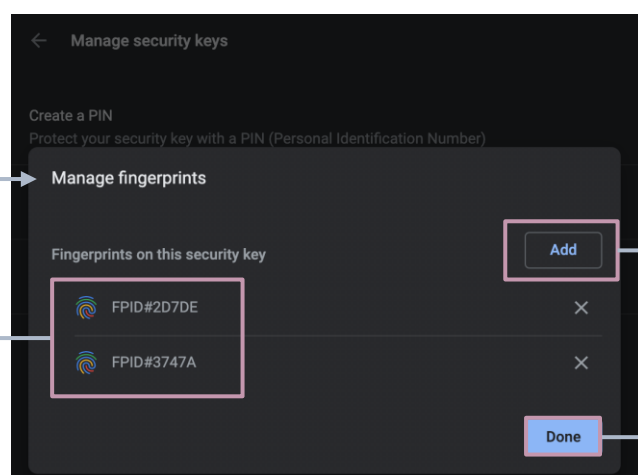 Manage security keys
Create a PIN
Protect your security key with a PIN (Personal Identification Number)
Manage fingerprints
Fingerprints on this security key
Add
FPID#2D7DE
FPID#3747A
Done